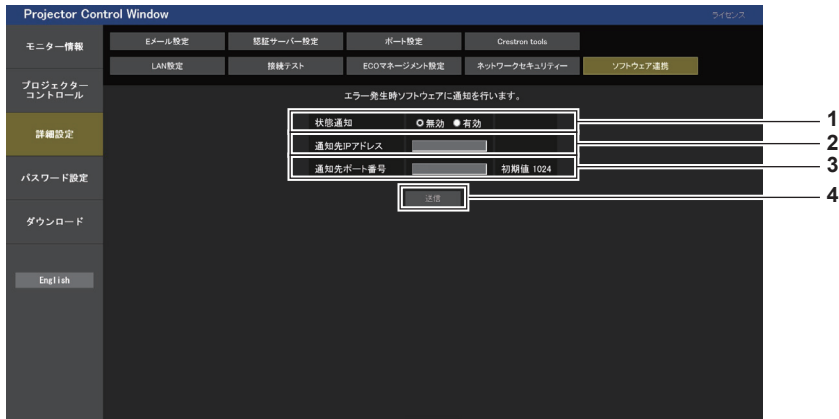 Projector Control Window
ライセンス
モニター情報
プロジェクター
コントロール
詳細設定
パスワード設定
ダウンロード
English
Eメール設定 認証サーバー設定 ポート設定 Crestron tools
LAN設定 接続テスト ECOマネージメント設定 ネットワークセキュリティー ソフトウェア連携
エラー発生時ソフトウェアに通知を行います。
状態通知 無効 有効 1
通知先IPアドレス 2
通知先ポート番号 初期値 1024 3
送信 4